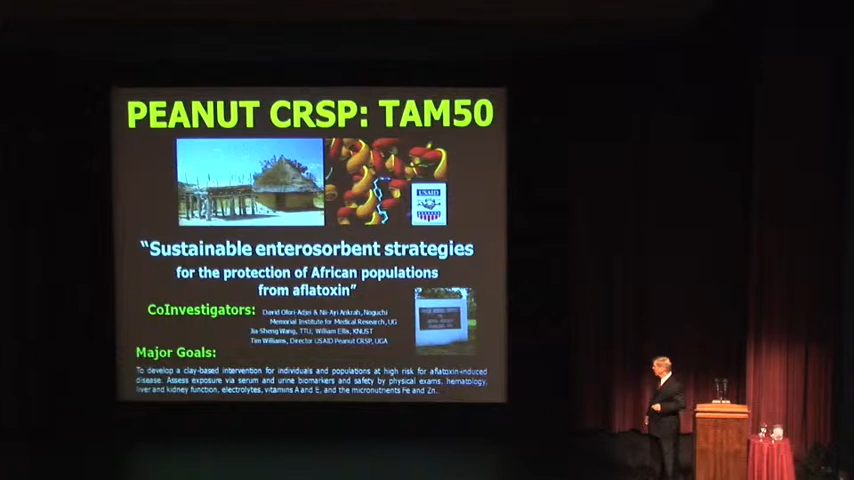 PEANUT CRSP: TAM50
USAID
"Sustainable enterosorbent strategies
for the protection of African populations
from aflatoxin"
CoInvestigators: David Ofori-Adjei & Nii-Ayi Ankrah, Noguchi
Memorial Institute for Medical Research, UG
Jia-Sheng Wang, TTU; William Ellis, KNUST
Tim Williams, Director USAID Peanut CRSP, UGA
Major Goals:
To develop a clay-based intervention for individuals and populations at high risk for aflatoxin-induced
disease. Assess exposure via serum and urine biomarkers and safety by physical exams, hematology,
liver and kidney function, electrolytes, vitamins A and E, and the micronutrients Fe and Zn.